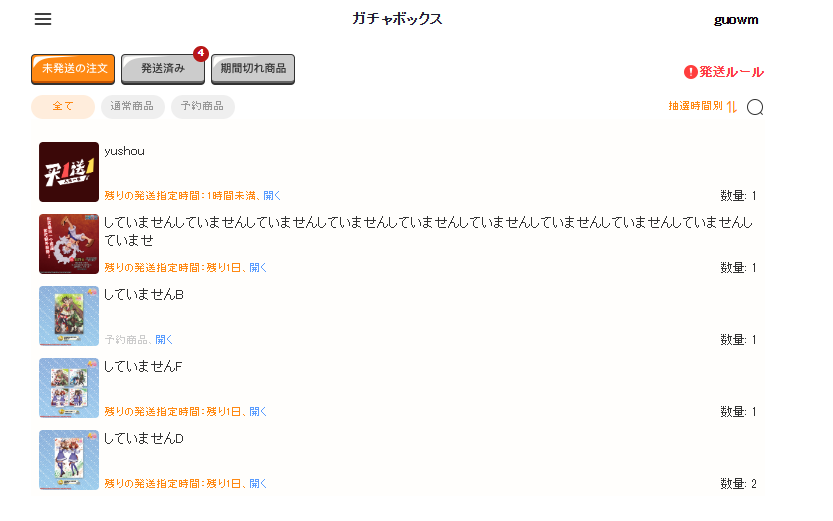 ガチャボックス
guowm
未発送の注文
発送済み
4
期間切れ商品
発送ルール
全て
通常商品
予約商品
抽選時間別
买1送1
yushou
残りの発送指定時間：1時間未満、開く
数量: 1
していませんしていませんしていませんしていませんしていませんしていませんしていませんしていませんしていませんし
ていませ
残りの発送指定時間：残り1日、開く
数量: 1
していませんB
予約商品、開く
数量: 1
していませんF
残りの発送指定時間：残り1日、開く
数量: 1
していませんD
残りの発送指定時間：残り1日、開く
数量: 2